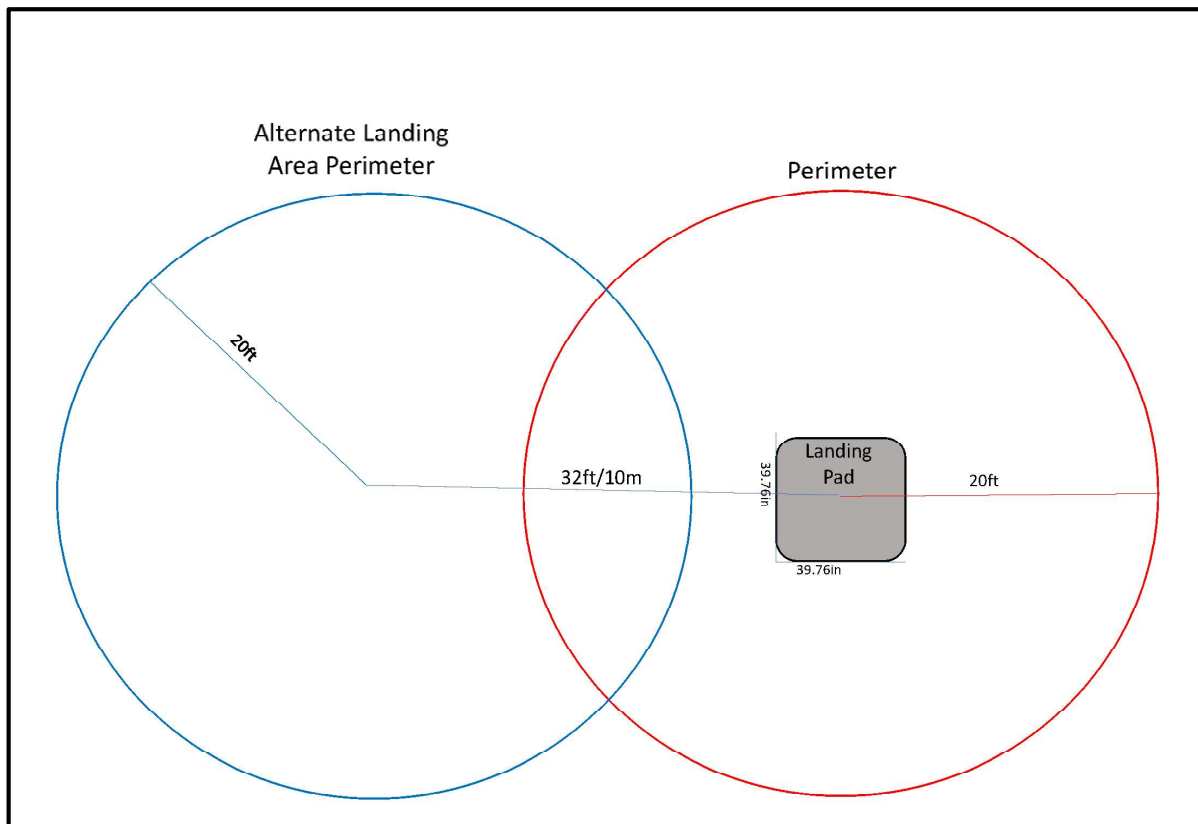 Alternate Landing
Area Perimeter
Perimeter
20ft
32ft/10m
Landing
Pad
39.76in
20ft
39.76in